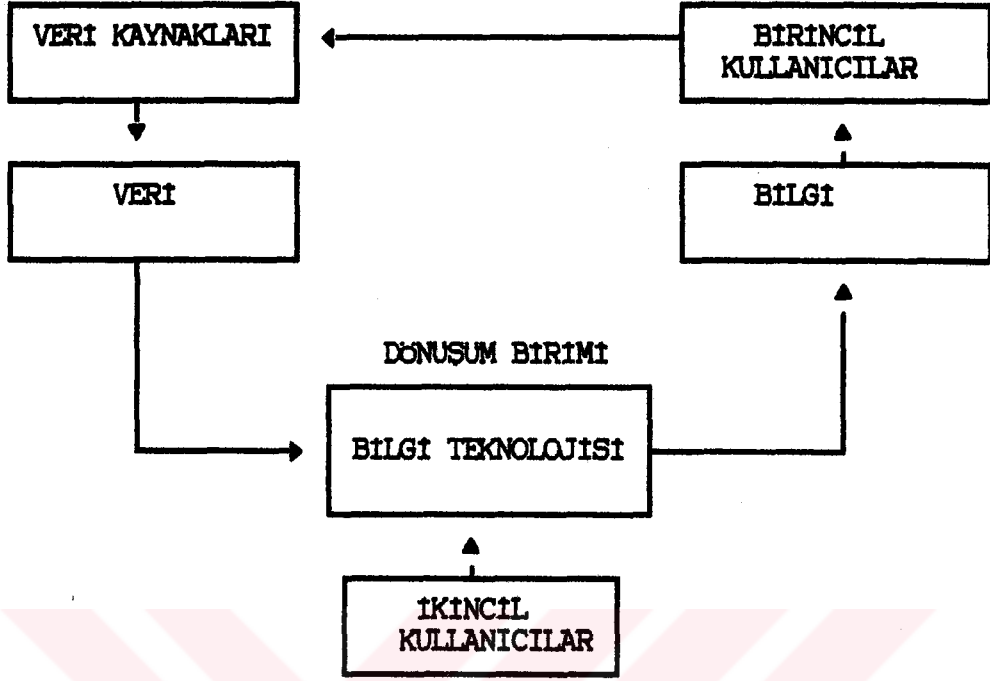 VERİ KAYNAKLARI
BİRİNCİL
KULLANICILAR
VERİ
BİLGİ
DÖNUŞUM BİRİMİ
BİLGİ TEKNOLOJİSİ
İKİNCİL
KULLANICILAR